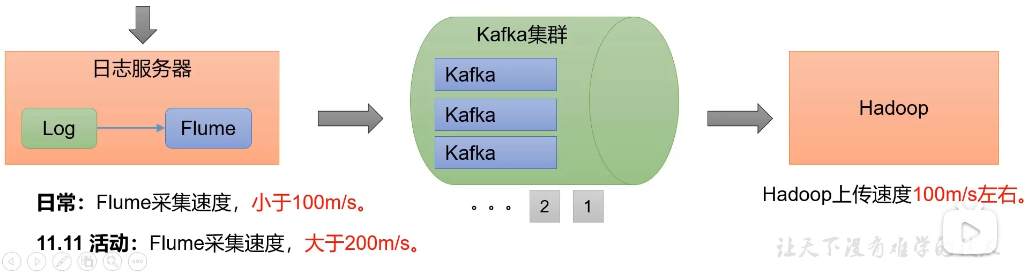 日志服务器
Log
Flume
Kafka集群
Kafka
Kafka
Kafka
。。。 2 1
Hadoop
日常：Flume采集速度，小于100m/s。
11.11 活动：Flume采集速度，大于200m/s。
Hadoop上传速度100m/s左右。
让天下没有难学的